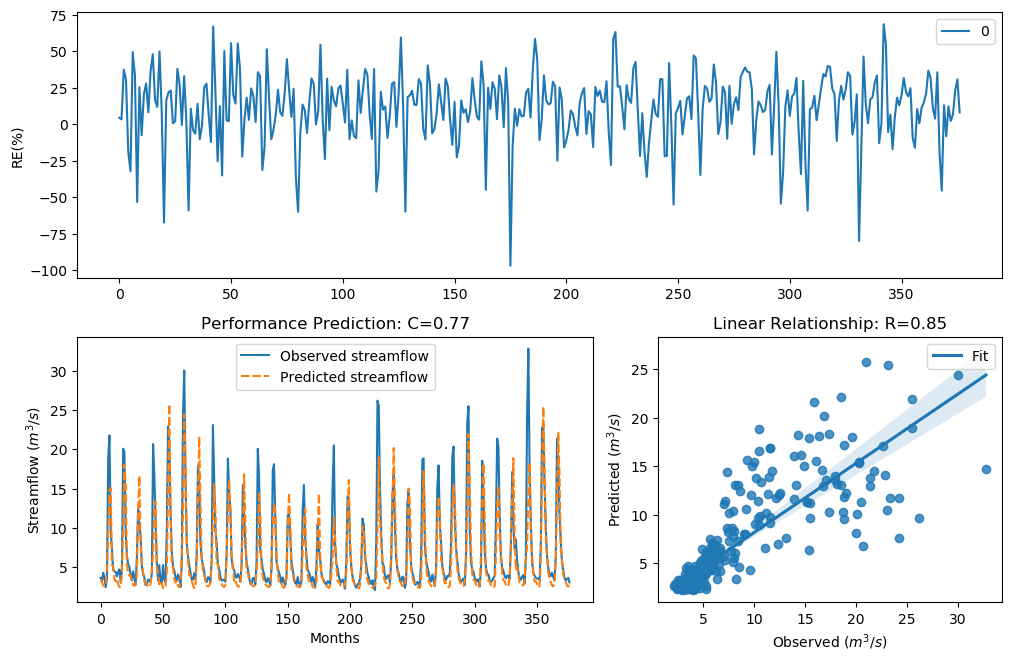 75
50
25
0
−25
−50
−75
−100
RE(%)
0
0 50 100 150 200 250 300 350
Performance Prediction: C=0.77
Observed streamflow
Predicted streamflow
30
25
20
15
10
5
Streamflow (m³/s)
0 50 100 150 200 250 300 350
Months
Linear Relationship: R=0.85
Fit
25
20
15
10
5
Predicted (m³/s)
5 10 15 20 25 30
Observed (m³/s)